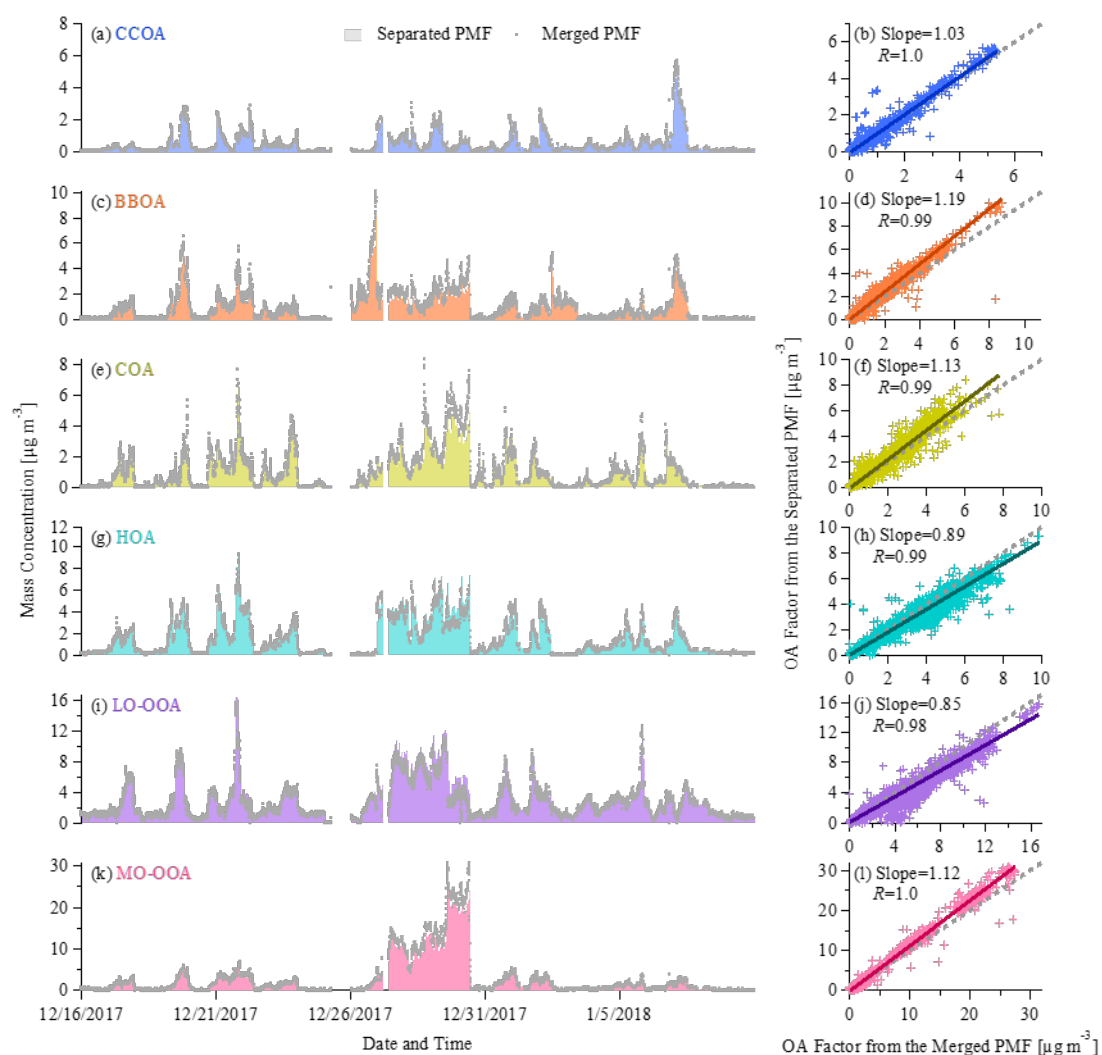 (a) CCOA
Separated PMF
Merged PMF
8
6
4
2
0
(b) Slope=1.03
R=1.0
6
4
2
0
0 2 4 6
(c) BBOA
10
8
6
4
2
0
(d) Slope=1.19
R=0.99
10
8
6
4
2
0
0 2 4 6 8 10
(e) COA
8
6
4
2
0
(f) Slope=1.13
R=0.99
10
8
6
4
2
0
0 2 4 6 8 10
(g) HOA
12
10
8
6
4
2
0
(h) Slope=0.89
R=0.99
10
8
6
4
2
0
0 2 4 6 8 10
(i) LO-OOA
16
12
8
4
0
(j) Slope=0.85
R=0.98
16
12
8
4
0
0 4 8 12 16
(k) MO-OOA
30
20
10
0
(l) Slope=1.12
R=1.0
30
20
10
0
0 10 20 30
12/16/2017 12/21/2017 12/26/2017 12/31/2017 1/5/2018
Date and Time
Mass Concentration [µg m⁻³]
OA Factor from the Separated PMF [µg m⁻³]
OA Factor from the Merged PMF [µg m⁻³]